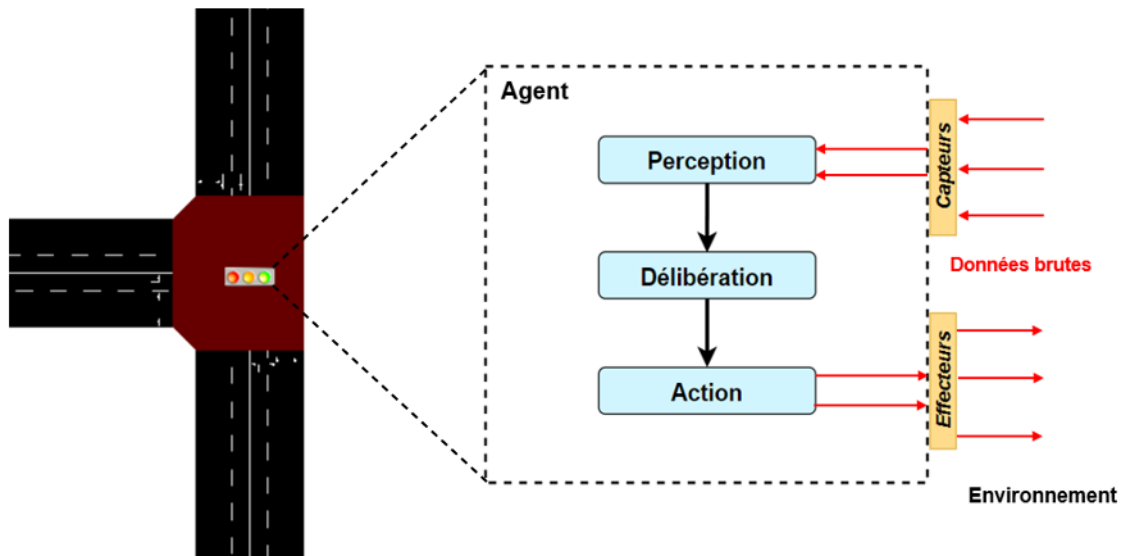 Agent
Perception
Délibération
Action
Capteurs
Données brutes
Effecteurs
Environnement